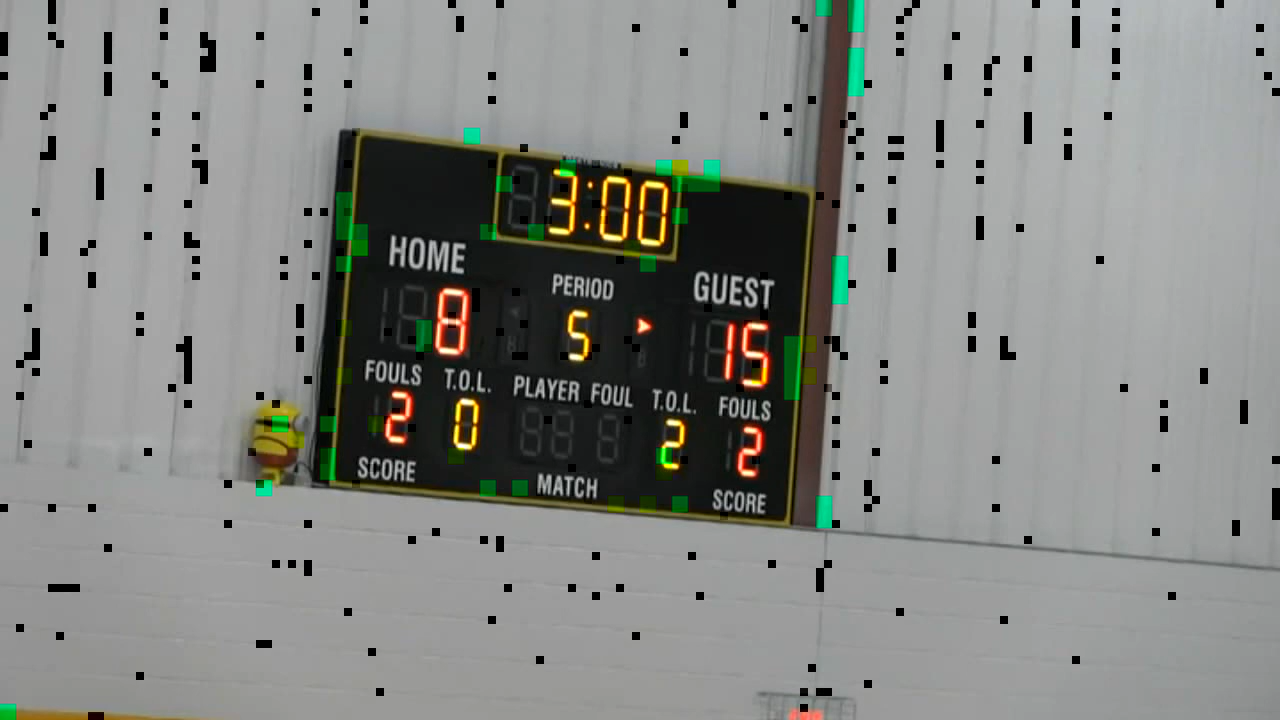 3:00
HOME
PERIOD
GUEST
8 5 15
FOULS T.O.L. PLAYER FOUL T.O.L. FOULS
2 0 2 2
SCORE MATCH SCORE